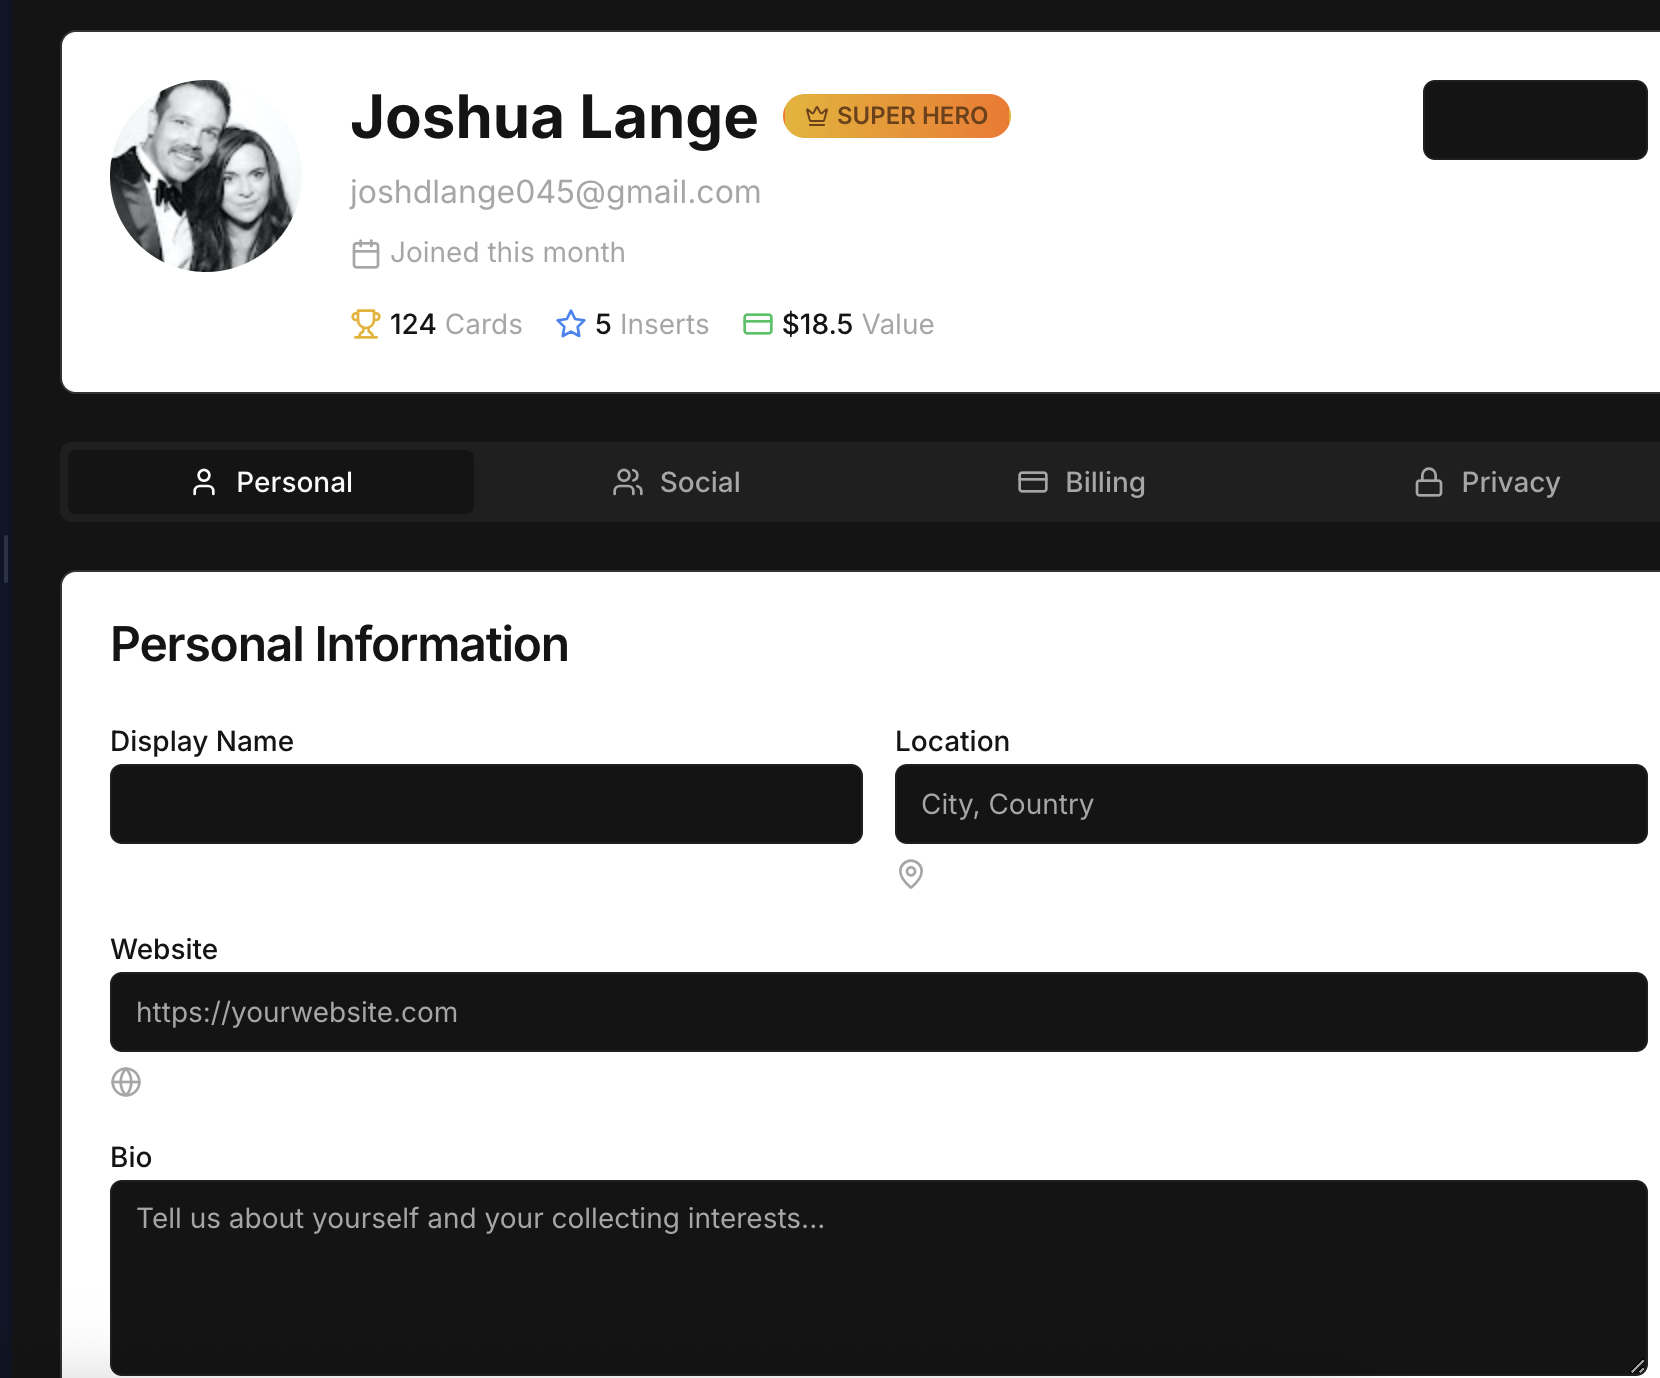 Joshua Lange
SUPER HERO
joshdlange045@gmail.com
Joined this month
124 Cards
5 Inserts
$18.5 Value
Personal
Social
Billing
Privacy
Personal Information
Display Name
Location
City, Country
Website
https://yourwebsite.com
Bio
Tell us about yourself and your collecting interests...